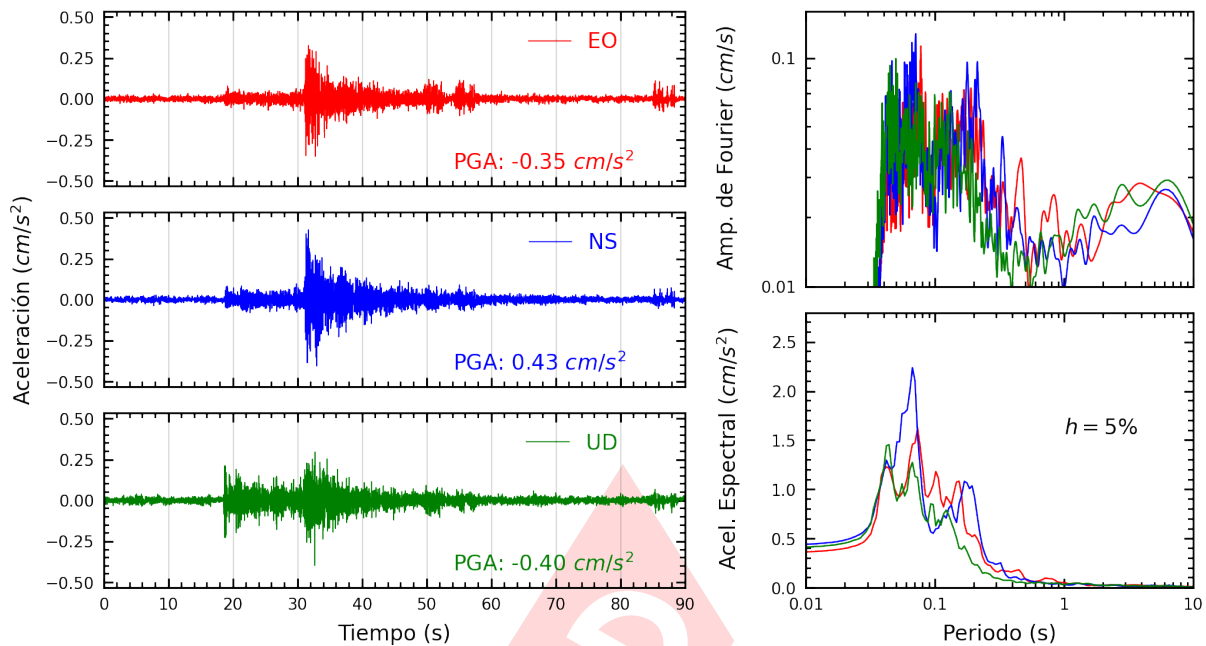 Aceleración (cm/s²)
0.50
0.25
0.00
−0.25
−0.50
EO
PGA: -0.35 cm/s²
0.50
0.25
0.00
−0.25
−0.50
NS
PGA: 0.43 cm/s²
0.50
0.25
0.00
−0.25
−0.50
UD
PGA: -0.40 cm/s²
0 10 20 30 40 50 60 70 80 90
Tiempo (s)
Amp. de Fourier (cm/s)
0.1
0.01
Acel. Espectral (cm/s²)
2.5
2.0
1.5
1.0
0.5
0.0
h = 5%
0.01 0.1 1 10
Periodo (s)